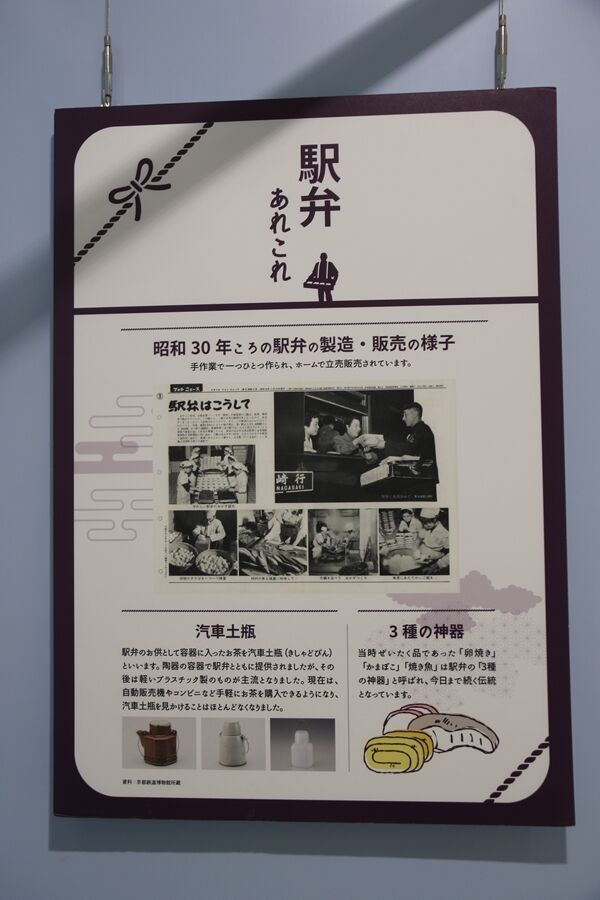 駅弁
あれこれ
昭和30年ころの駅弁の製造・販売の様子
手作業で一つひとつ作られ、ホームで立売販売されています。
フォトニュース
駅弁はこうして
崎行
NAGASAKI
汽車土瓶
駅弁のお供として容器に入ったお茶を汽車土瓶(きしゃどびん)
といいます。陶器の容器で駅弁とともに提供されましたが、その
後は軽いプラスチック製のものが主流となりました。現在は、
自動販売機やコンビニなど手軽にお茶を購入できるようになり、
汽車土瓶を見かけることはほとんどなくなりました。
資料:京都鉄道博物館所蔵
3種の神器
当時ぜいたく品であった「卵焼き」
「かまぼこ」「焼き魚」は駅弁の「3種
の神器」と呼ばれ、今日まで続く伝統
となっています。